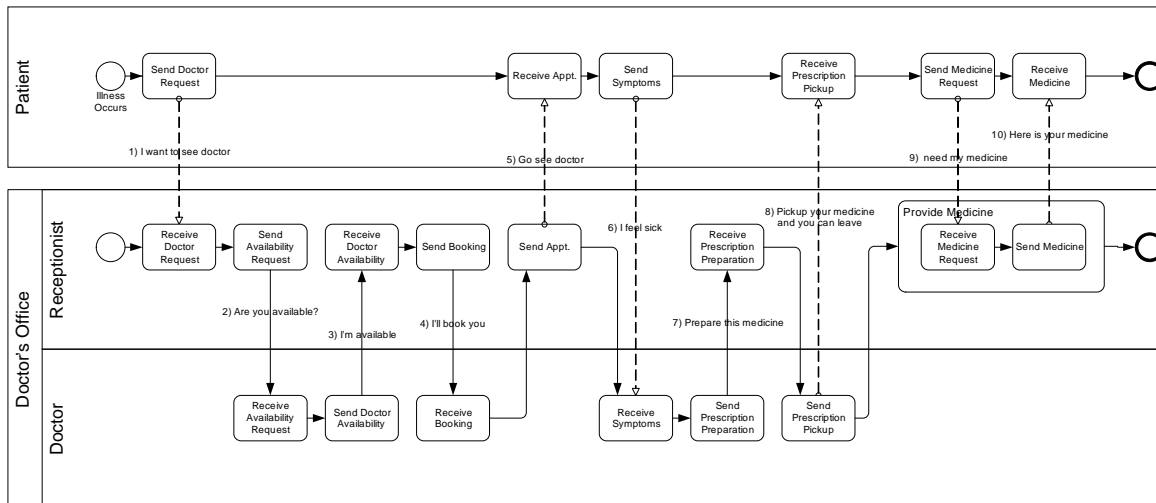 Patient
Illness
Occurs
Send Doctor
Request
Receive Appt.
Send
Symptoms
Receive
Prescription
Pickup
Send Medicine
Request
Receive
Medicine
1) I want to see doctor
5) Go see doctor
9) need my medicine
10) Here is your medicine
Doctor's Office
Receptionist
Receive
Doctor
Request
Send
Availability
Request
Receive
Doctor
Availability
Send Booking
Send Appt.
6) I feel sick
Receive
Prescription
Preparation
8) Pickup your medicine
and you can leave
Provide Medicine
Receive
Medicine
Request
Send Medicine
2) Are you available?
3) I'm available
4) I'll book you
7) Prepare this medicine
Doctor
Receive
Availability
Request
Send Doctor
Availability
Receive
Booking
Receive
Symptoms
Send
Prescription
Preparation
Send
Prescription
Pickup